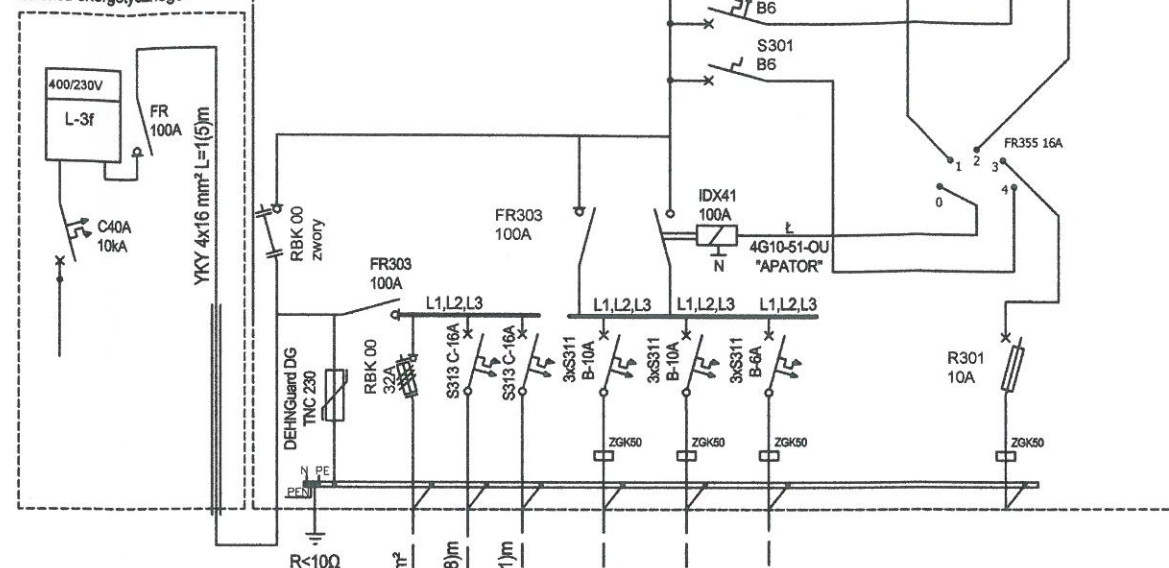 B6
S301
B6
400/230V
L-3f
FR
100A
C40A
10kA
YKY 4x16 mm² L=1(5)m
RBK 00
zwory
FR303
100A
FR303
100A
IDX41
100A
N
Ł
4G10-51-OU
"APATOR"
FR355 16A
0
1
2
3
4
L1,L2,L3
L1,L2,L3
L1,L2,L3
L1,L2,L3
DEHNGuard DG
TNC 230
RBK 00
32A
S313 C-16A
S313 C-16A
3xS311
B-10A
3xS311
B-10A
3xS311
B-6A
R301
10A
ZGK50
ZGK50
ZGK50
ZGK50
N
PE
PEN
R<10Ω
m²
8)m
1)m